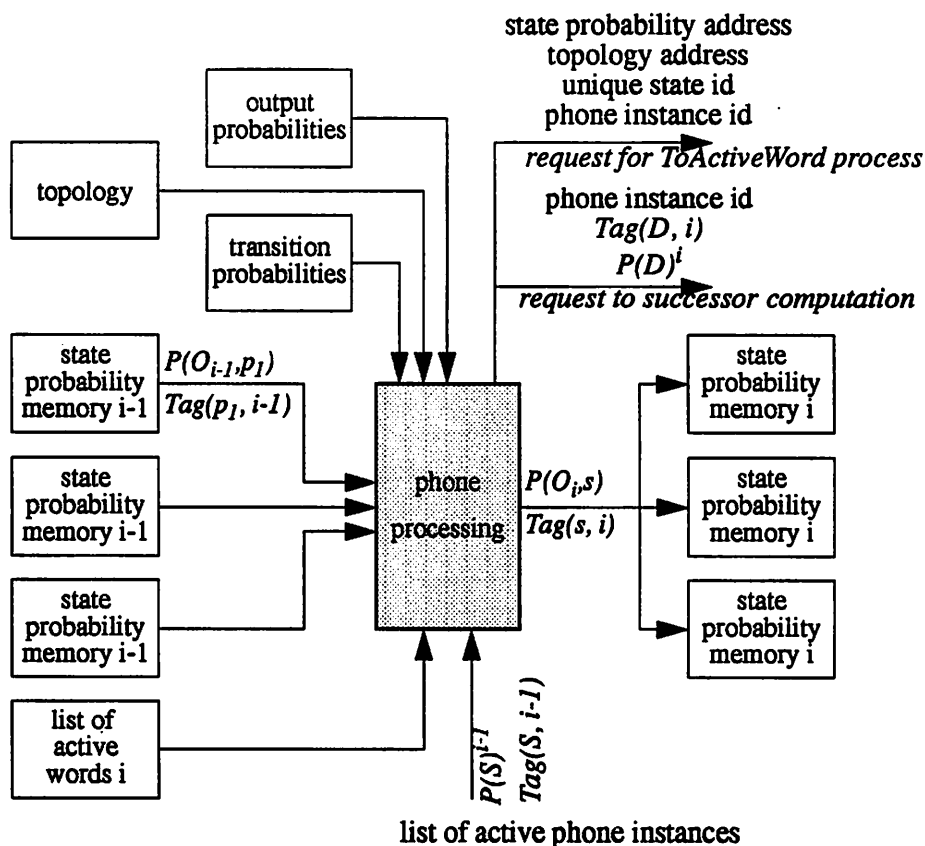 state probability address
topology address
unique state id
phone instance id
request for ToActiveWord process
phone instance id
Tag(D, i)
P(D)^i
request to successor computation
output
probabilities
topology
transition
probabilities
state
probability
memory i-1
P(O_{i-1},p_1)
Tag(p_1, i-1)
state
probability
memory i-1
state
probability
memory i-1
list of
active
words i
phone
processing
P(O_i,s)
Tag(s, i)
state
probability
memory i
state
probability
memory i
state
probability
memory i
P(S)^{i-1}
Tag(S, i-1)
list of active phone instances